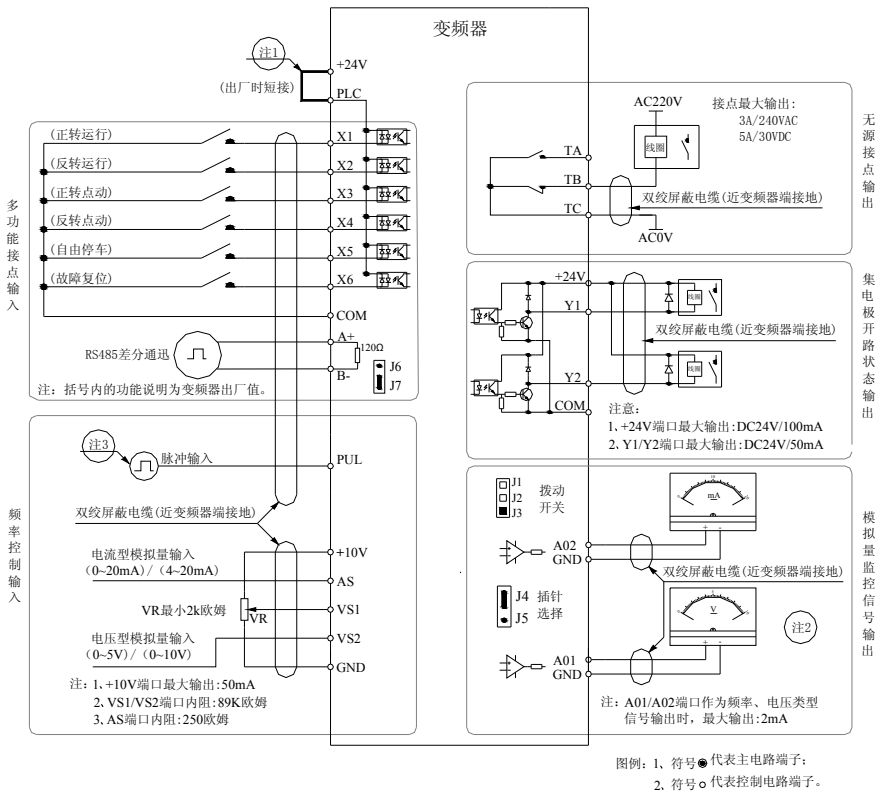 变频器
注1
(出厂时短接)
+24V
PLC
多功能接点输入
(正转运行)
X1
(反转运行)
X2
(正转点动)
X3
(反转点动)
X4
(自由停车)
X5
(故障复位)
X6
COM
RS485差分通迅
A+
120Ω
B-
J6
J7
注：括号内的功能说明为变频器出厂值。
频率控制输入
注3
脉冲输入
PUL
双绞屏蔽电缆(近变频器端接地)
+10V
电流型模拟量输入
(0~20mA)/（4~20mA)
AS
VR最小2k欧姆
VR
VS1
电压型模拟量输入
(0~5V)/（0~10V)
VS2
GND
注：1、+10V端口最大输出:50mA
2、VS1/VS2端口内阻:89K欧姆
3、AS端口内阻:250欧姆
无源接点输出
AC220V
接点最大输出:
3A/240VAC
5A/30VDC
线圈
TA
TB
TC
双绞屏蔽电缆(近变频器端接地)
AC0V
集电极开路状态输出
+24V
Y1
线圈
双绞屏蔽电缆(近变频器端接地)
Y2
线圈
COM
注意:
1、+24V端口最大输出:DC24V/100mA
2、Y1/Y2端口最大输出:DC24V/50mA
模拟量监控信号输出
J1
J2
J3
拨动
开关
mA
+ -
A02
GND
双绞屏蔽电缆(近变频器端接地)
J4
J5
插针
选择
V
+ -
注2
A01
GND
注：A01/A02端口作为频率、电压类型
信号输出时，最大输出:2mA
图例：1、符号 代表主电路端子；
2、符号 代表控制电路端子。